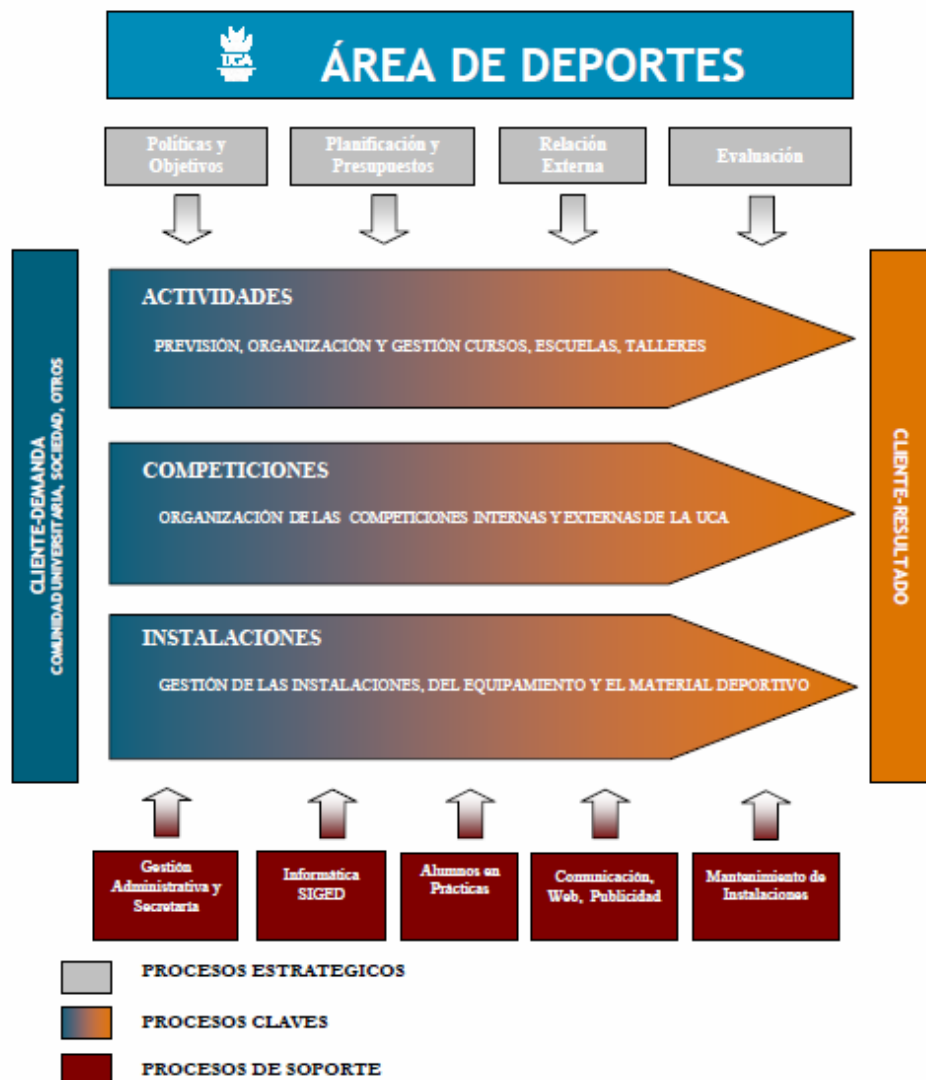 UCA
ÁREA DE DEPORTES
Políticas y
Objetivos
Planificación y
Presupuestos
Relación
Externa
Evaluación
CLIENTE-DEMANDA
COMUNIDAD UNIVERSITARIA, SOCIEDAD, OTROS
ACTIVIDADES
PREVISIÓN, ORGANIZACIÓN Y GESTIÓN CURSOS, ESCUELAS, TALLERES
COMPETICIONES
ORGANIZACIÓN DE LAS COMPETICIONES INTERNAS Y EXTERNAS DE LA UCA
INSTALACIONES
GESTIÓN DE LAS INSTALACIONES, DEL EQUIPAMIENTO Y EL MATERIAL DEPORTIVO
CLIENTE-RESULTADO
Gestión
Administrativa y
Secretaria
Informática
SIGED
Alumnos en
Prácticas
Comunicación,
Web, Publicidad
Mantenimiento de
Instalaciones
PROCESOS ESTRATEGICOS
PROCESOS CLAVES
PROCESOS DE SOPORTE